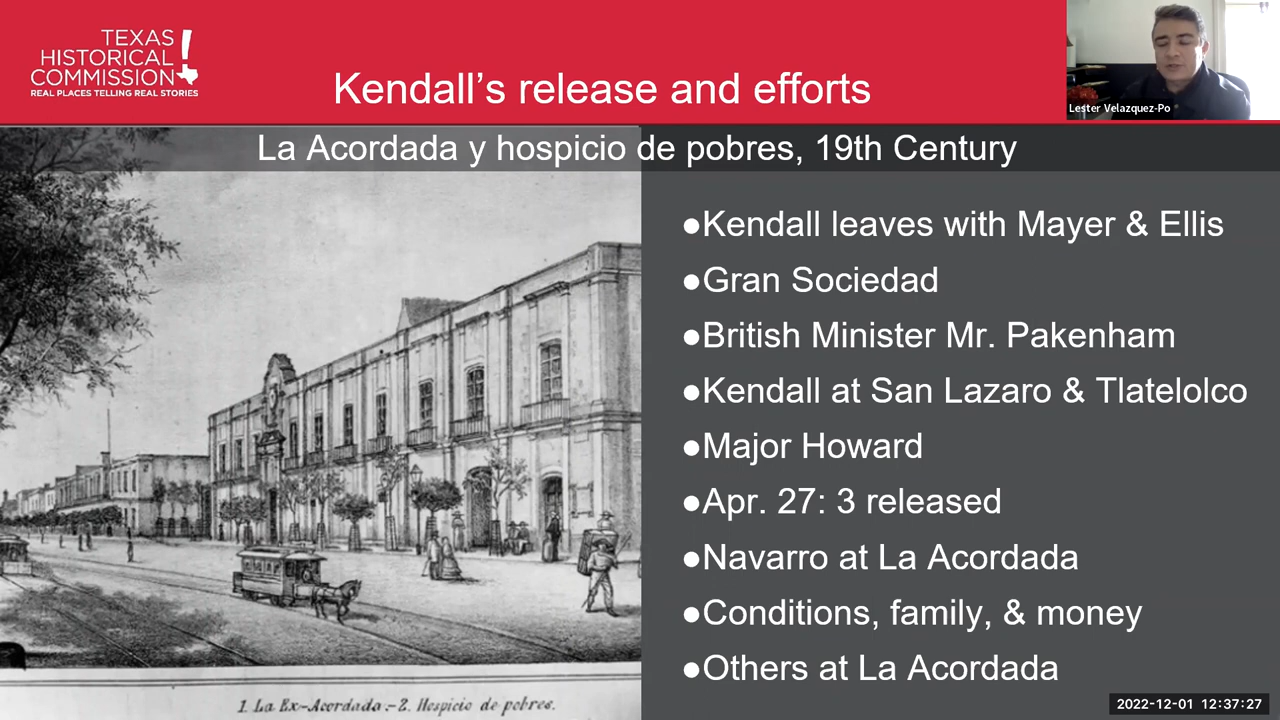 TEXAS
HISTORICAL
COMMISSION
REAL PLACES TELLING REAL STORIES
Kendall's release and efforts
Lester Velazquez-Po
La Acordada y hospicio de pobres, 19th Century
●Kendall leaves with Mayer & Ellis
●Gran Sociedad
●British Minister Mr. Pakenham
●Kendall at San Lazaro & Tlatelolco
●Major Howard
●Apr. 27: 3 released
●Navarro at La Acordada
●Conditions, family, & money
●Others at La Acordada
1. La Ex-Acordada.-2. Hospicio de pobres.
2022-12-01 12:37:27